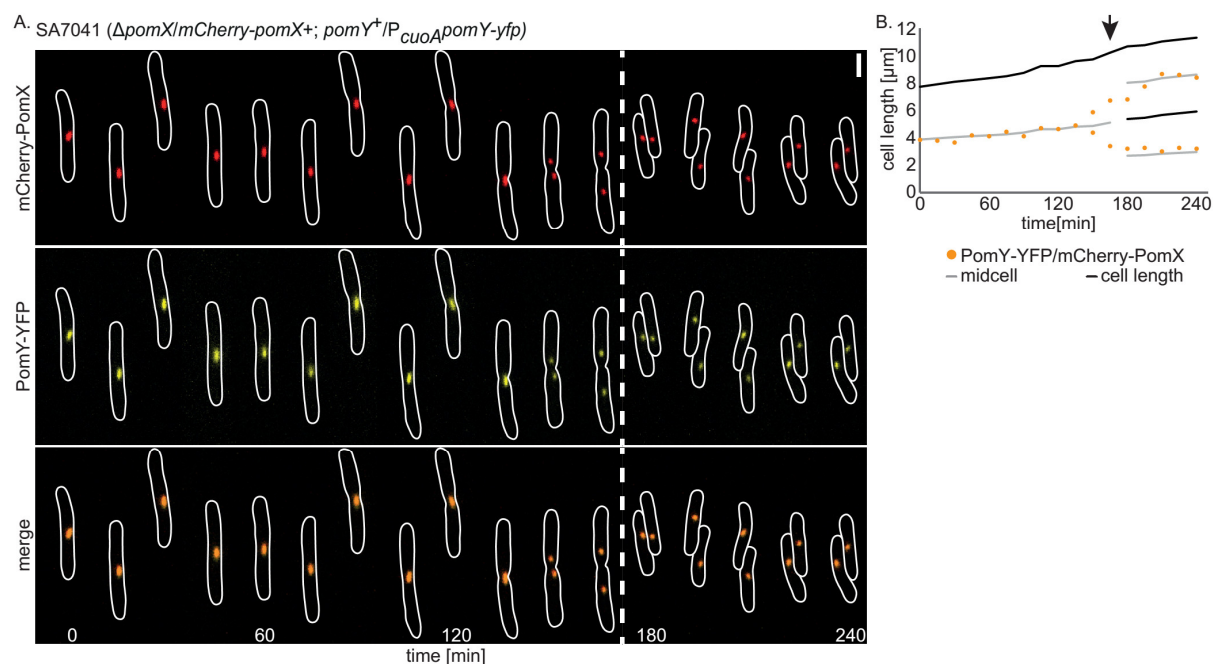 A. SA7041 (ΔpomX/mCherry-pomX+; pomY+/PcuoApomY-yfp)
mCherry-PomX
PomY-YFP
merge
0 60 120 180 240
time [min]
B.
12
10
8
6
4
2
0
cell length [µm]
0 60 120 180 240
time[min]
PomY-YFP/mCherry-PomX
midcell cell length